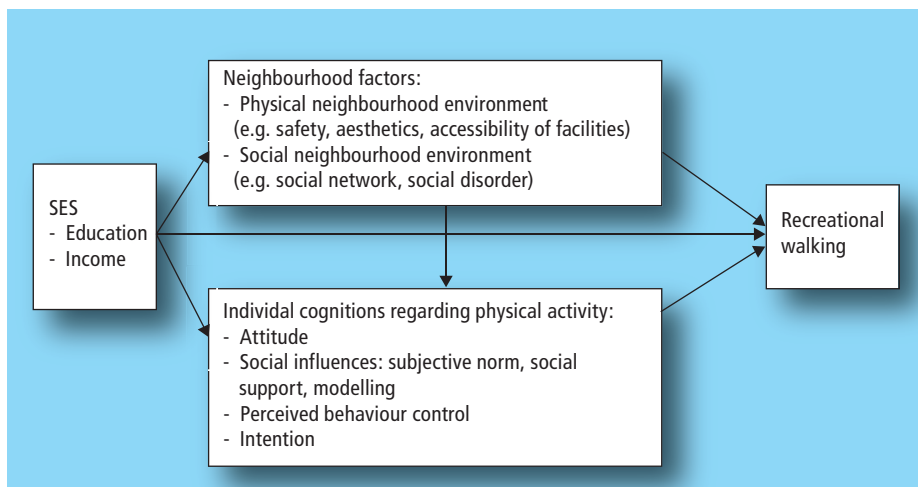 Neighbourhood factors:
- Physical neighbourhood environment
(e.g. safety, aesthetics, accessibility of facilities)
- Social neighbourhood environment
(e.g. social network, social disorder)
SES
- Education
- Income
Recreational
walking
Individal cognitions regarding physical activity:
- Attitude
- Social influences: subjective norm, social
support, modelling
- Perceived behaviour control
- Intention